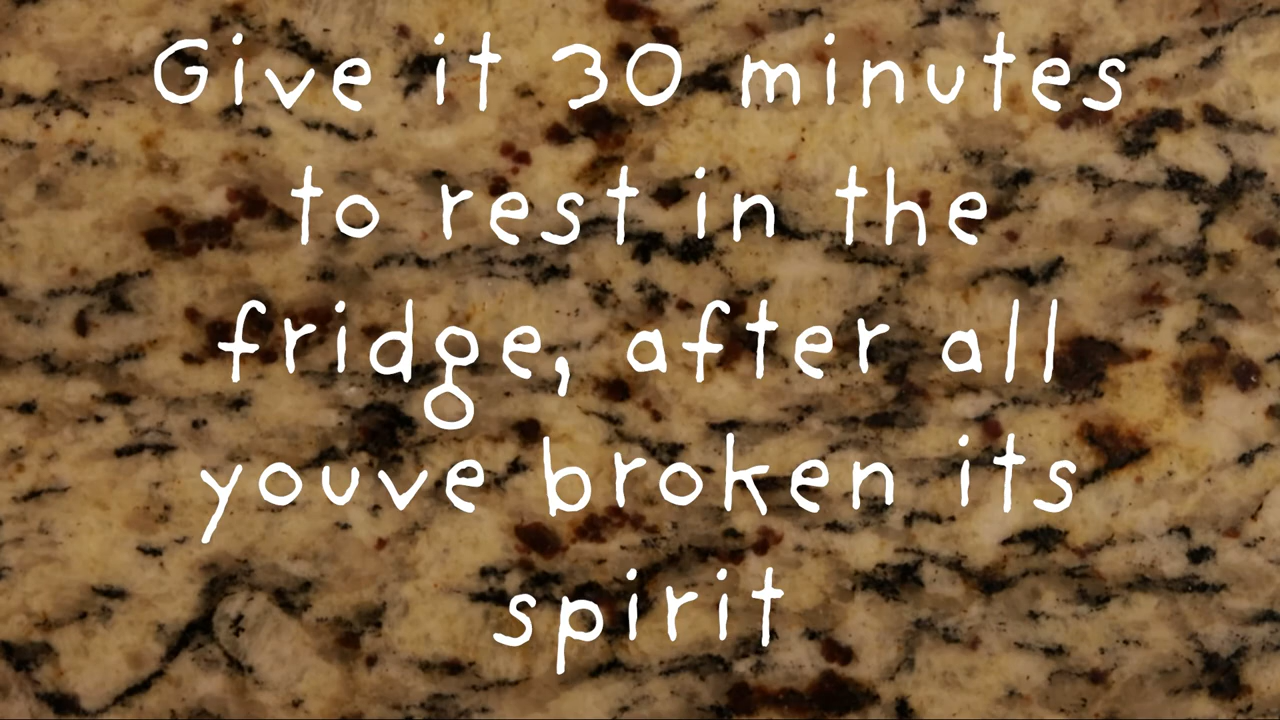 Give it 30 minutes
to rest in the
fridge, after all
youve broken its
spirit